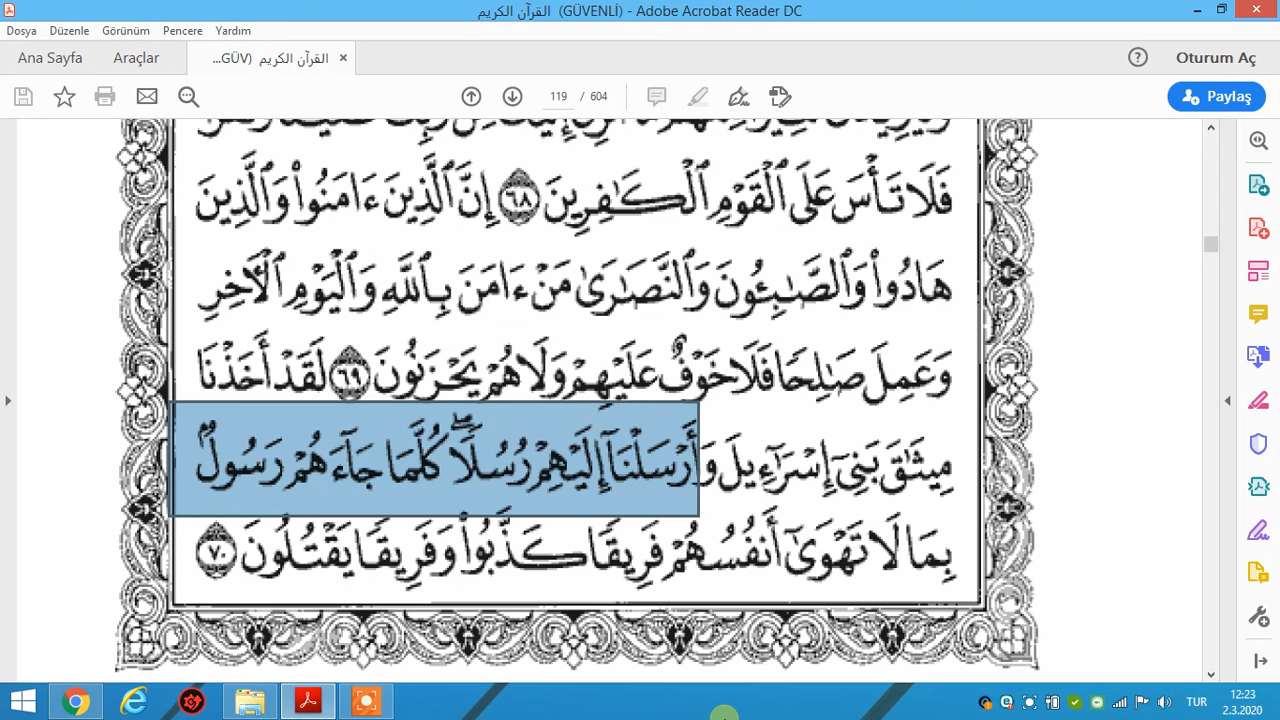 القرآن الكريم (GÜVENLİ) - Adobe Acrobat Reader DC
Dosya Düzenle Görünüm Pencere Yardım
Ana Sayfa Araçlar القرآن الكريم (GÜV... × Oturum Aç
119 / 604 Paylaş
فَلَا تَأْسَ عَلَى ٱلْقَوْمِ ٱلْكَـٰفِرِينَ ٦٨ إِنَّ ٱلَّذِينَ ءَامَنُوا۟ وَٱلَّذِينَ
هَادُوا۟ وَٱلصَّـٰبِـُٔونَ وَٱلنَّصَـٰرَىٰ مَنْ ءَامَنَ بِٱللَّهِ وَٱلْيَوْمِ ٱلْـَٔاخِرِ
وَعَمِلَ صَـٰلِحًا فَلَا خَوْفٌ عَلَيْهِمْ وَلَا هُمْ يَحْزَنُونَ ٦٩ لَقَدْ أَخَذْنَا
مِيثَـٰقَ بَنِىٓ إِسْرَٰٓءِيلَ وَأَرْسَلْنَآ إِلَيْهِمْ رُسُلًا ۖ كُلَّمَا جَآءَهُمْ رَسُولٌۢ
بِمَا لَا تَهْوَىٰٓ أَنفُسُهُمْ فَرِيقًا كَذَّبُوا۟ وَفَرِيقًا يَقْتُلُونَ ٧٠
TUR 12:23
2.3.2020